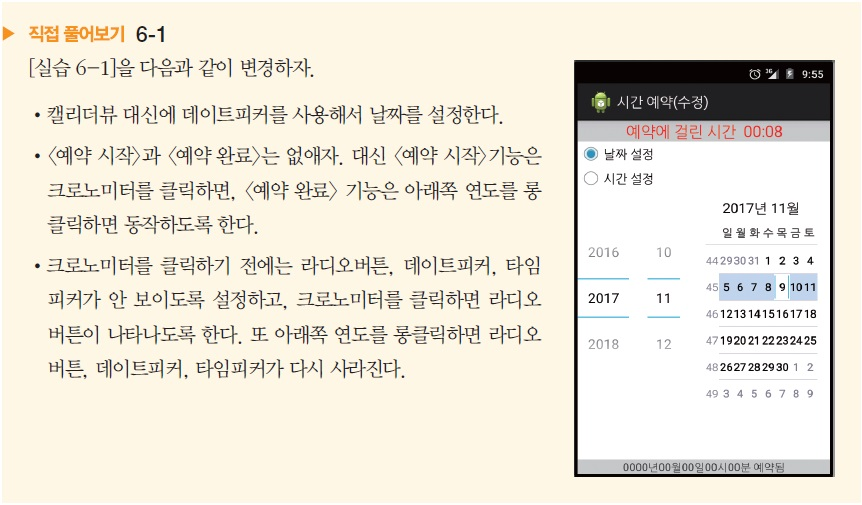 ▶ 직접 풀어보기 6-1
[실습 6-1]을 다음과 같이 변경하자.
• 캘리더뷰 대신에 데이트피커를 사용해서 날짜를 설정한다.
• 〈예약 시작〉과 〈예약 완료〉는 없애자. 대신 〈예약 시작〉기능은
크로노미터를 클릭하면, 〈예약 완료〉 기능은 아래쪽 연도를 롱
클릭하면 동작하도록 한다.
• 크로노미터를 클릭하기 전에는 라디오버튼, 데이트피커, 타임
피커가 안 보이도록 설정하고, 크로노미터를 클릭하면 라디오
버튼이 나타나도록 한다. 또 아래쪽 연도를 롱클릭하면 라디오
버튼, 데이트피커, 타임피커가 다시 사라진다.
3G 9:55
시간 예약(수정)
예약에 걸린 시간 00:08
날짜 설정
시간 설정
2017년 11월
일 월 화 수 목 금 토
2016 10
44 29 30 31 1 2 3 4
45 5 6 7 8 9 10 11
2017 11
46 12 13 14 15 16 17 18
2018 12
47 19 20 21 22 23 24 25
48 26 27 28 29 30 1 2
49 3 4 5 6 7 8 9
0000년00월00일00시00분 예약됨